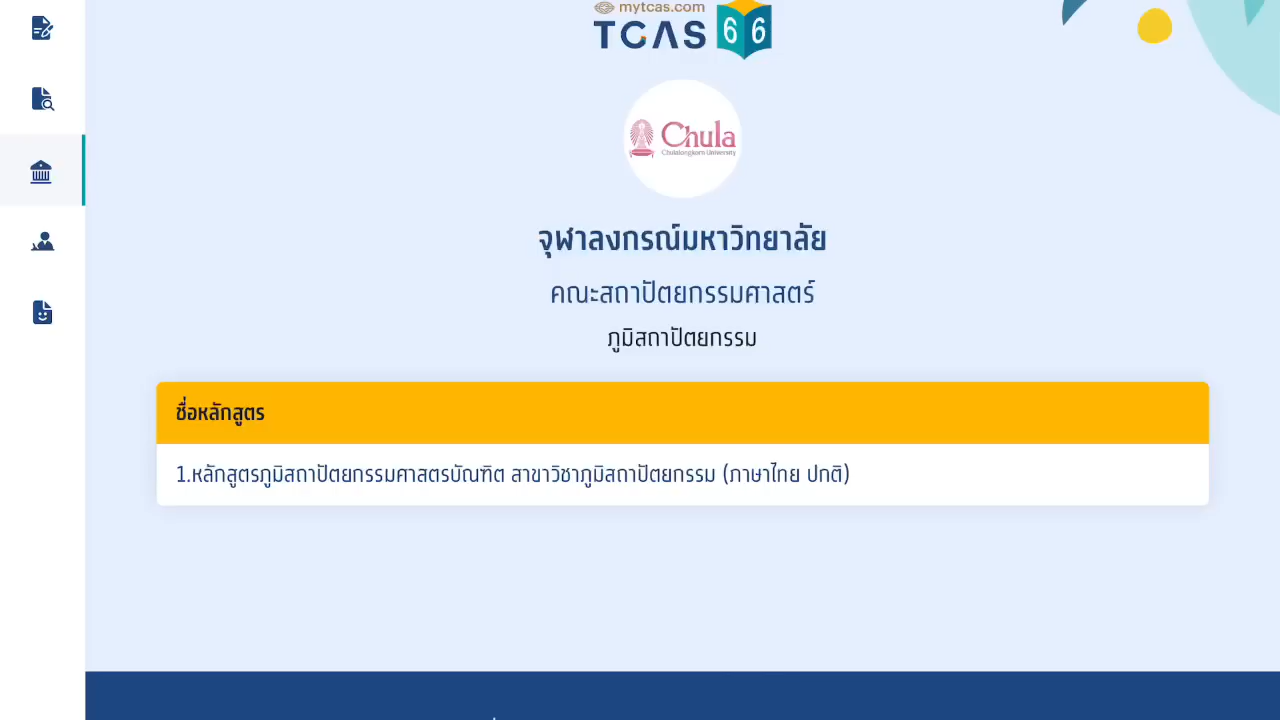 mytcas.com
TCAS 66
Chula
Chulalongkorn University
จุฬาลงกรณ์มหาวิทยาลัย
คณะสถาปัตยกรรมศาสตร์
ภูมิสถาปัตยกรรม
ชื่อหลักสูตร
1.หลักสูตรภูมิสถาปัตยกรรมศาสตรบัณฑิต สาขาวิชาภูมิสถาปัตยกรรม (ภาษาไทย ปกติ)